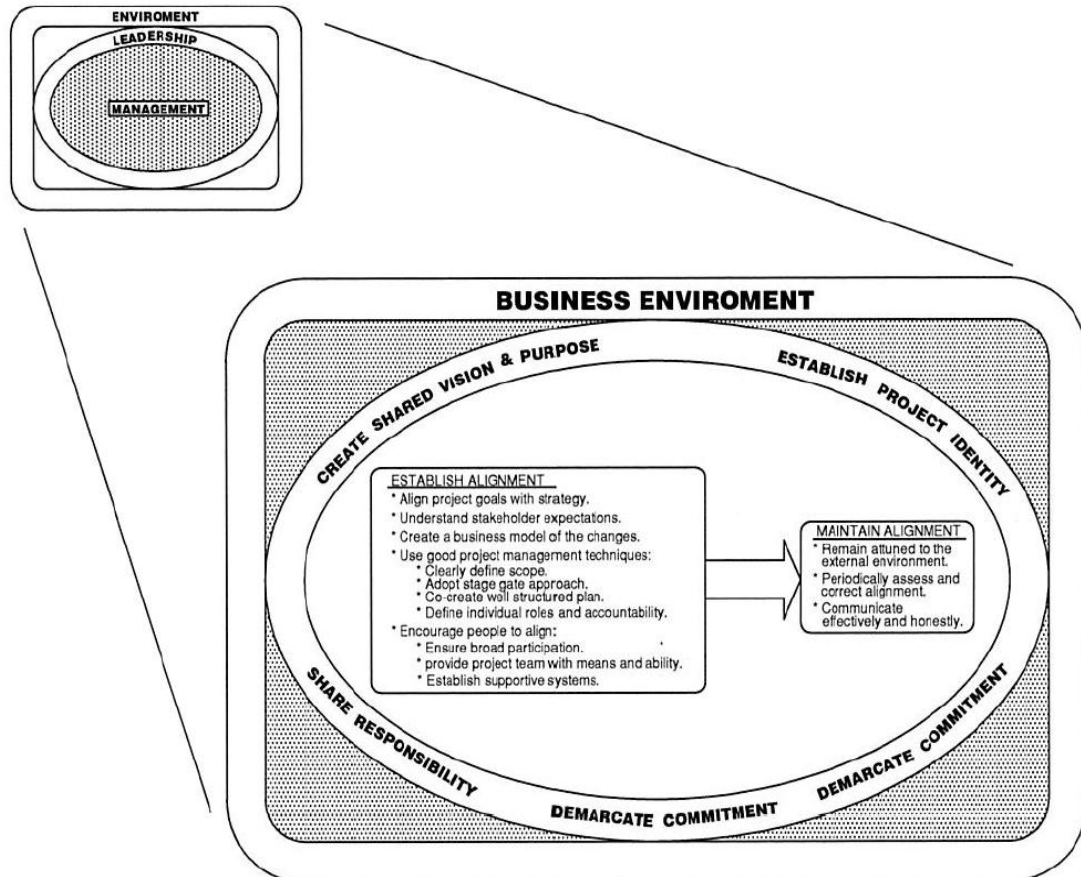 ENVIROMENT
LEADERSHIP
MANAGEMENT
BUSINESS ENVIROMENT
CREATE SHARED VISION & PURPOSE
ESTABLISH PROJECT IDENTITY
ESTABLISH ALIGNMENT
* Align project goals with strategy.
* Understand stakeholder expectations.
* Create a business model of the changes.
* Use good project management techniques:
* Clearly define scope.
* Adopt stage gate approach.
* Co-create well structured plan.
* Define individual roles and accountability.
* Encourage people to align:
* Ensure broad participation.
* provide project team with means and ability.
* Establish supportive systems.
MAINTAIN ALIGNMENT
* Remain attuned to the
external environment.
* Periodically assess and
correct alignment.
* Communicate
effectively and honestly.
SHARE RESPONSIBILITY
DEMARCATE COMMITMENT
DEMARCATE COMMITMENT